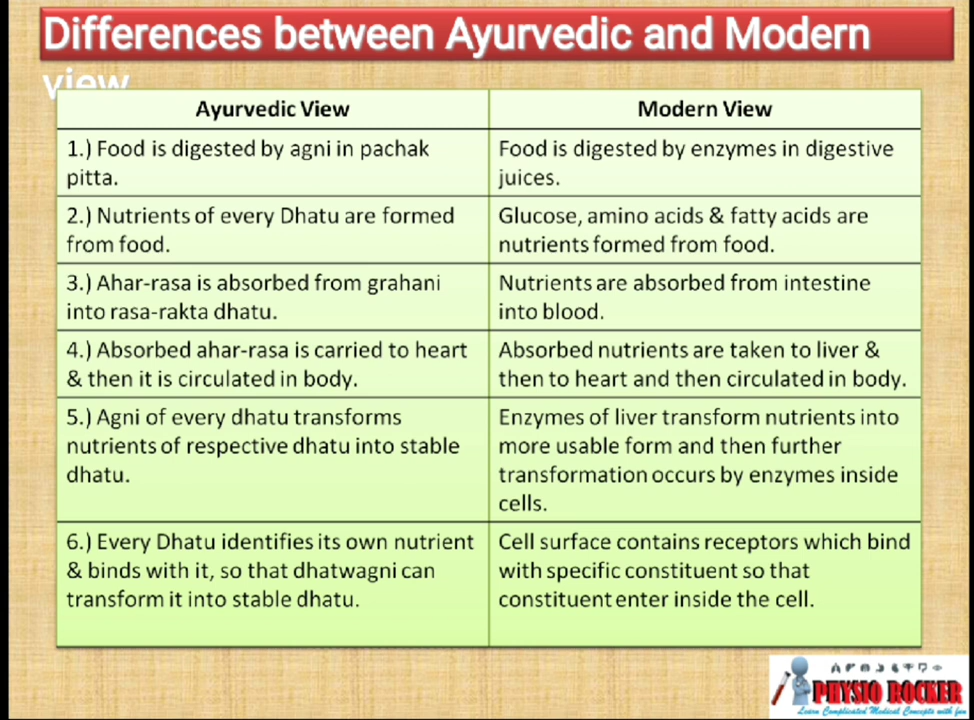 Differences between Ayurvedic and Modern
view
Ayurvedic View
Modern View
1.) Food is digested by agni in pachak
pitta.
Food is digested by enzymes in digestive
juices.
2.) Nutrients of every Dhatu are formed
from food.
Glucose, amino acids & fatty acids are
nutrients formed from food.
3.) Ahar-rasa is absorbed from grahani
into rasa-rakta dhatu.
Nutrients are absorbed from intestine
into blood.
4.) Absorbed ahar-rasa is carried to heart
& then it is circulated in body.
Absorbed nutrients are taken to liver &
then to heart and then circulated in body.
5.) Agni of every dhatu transforms
nutrients of respective dhatu into stable
dhatu.
Enzymes of liver transform nutrients into
more usable form and then further
transformation occurs by enzymes inside
cells.
6.) Every Dhatu identifies its own nutrient
& binds with it, so that dhatwagni can
transform it into stable dhatu.
Cell surface contains receptors which bind
with specific constituent so that
constituent enter inside the cell.
PHYSIO ROCKER
Learn Complicated Medical Concepts with fun